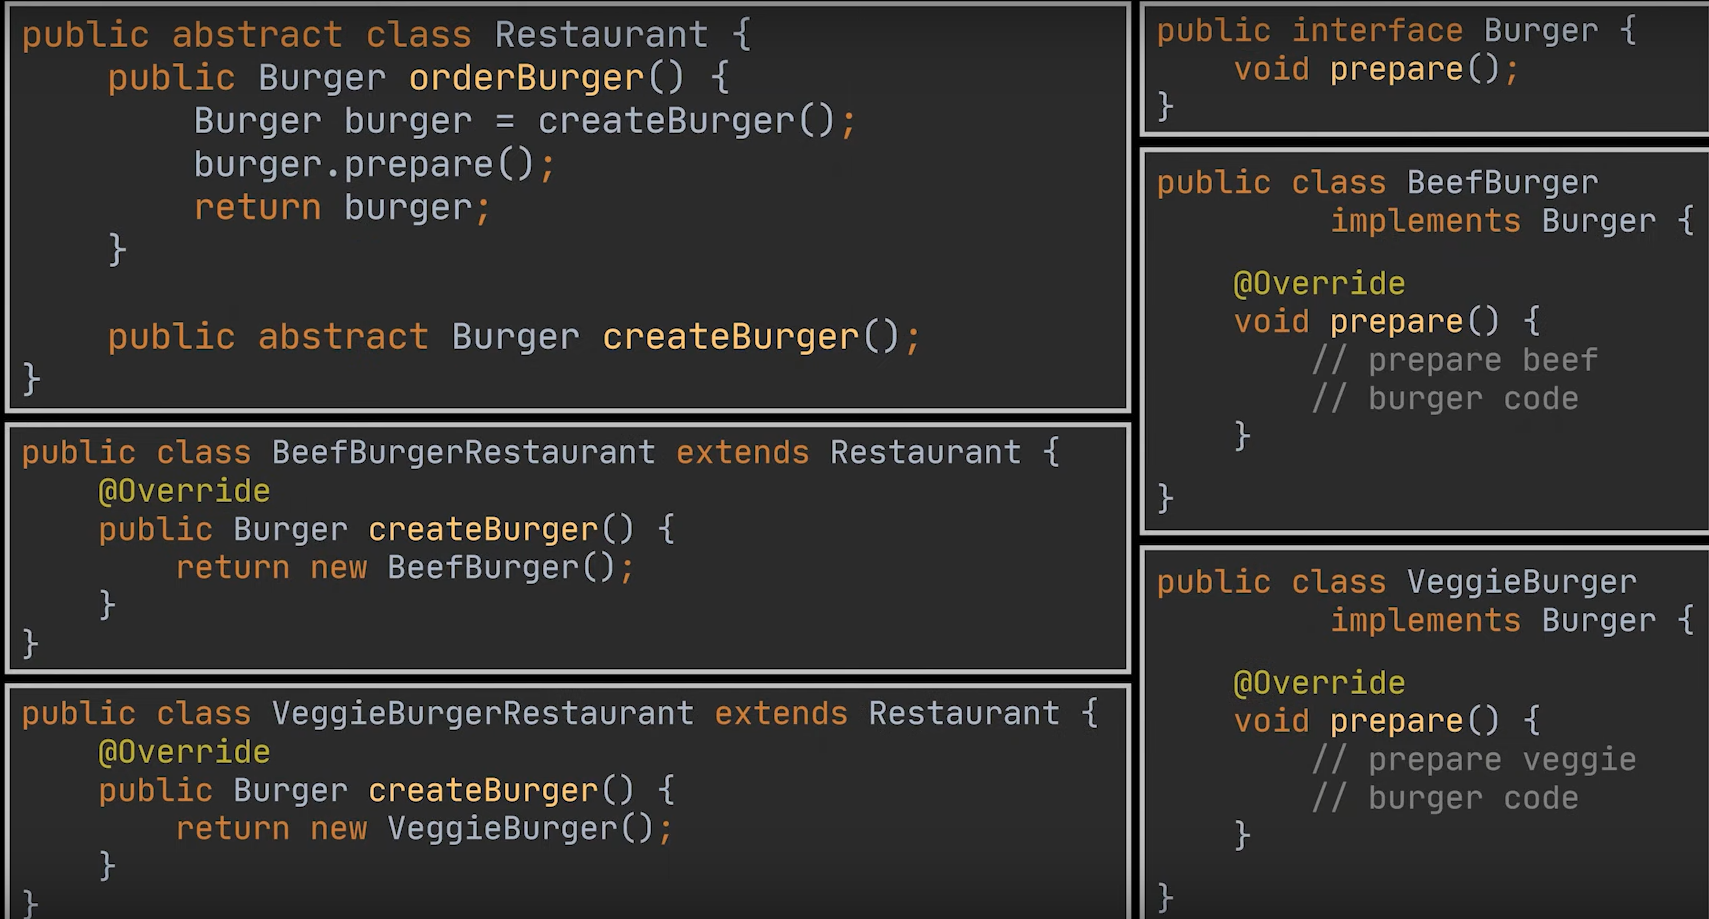 public abstract class Restaurant {
    public Burger orderBurger() {
        Burger burger = createBurger();
        burger.prepare();
        return burger;
    }

    public abstract Burger createBurger();
}
public class BeefBurgerRestaurant extends Restaurant {
    @Override
    public Burger createBurger() {
        return new BeefBurger();
    }
}
public class VeggieBurgerRestaurant extends Restaurant {
    @Override
    public Burger createBurger() {
        return new VeggieBurger();
    }
}
public interface Burger {
    void prepare();
}
public class BeefBurger
         implements Burger {

    @Override
    void prepare() {
        // prepare beef
        // burger code
    }

}
public class VeggieBurger
         implements Burger {

    @Override
    void prepare() {
        // prepare veggie
        // burger code
    }

}